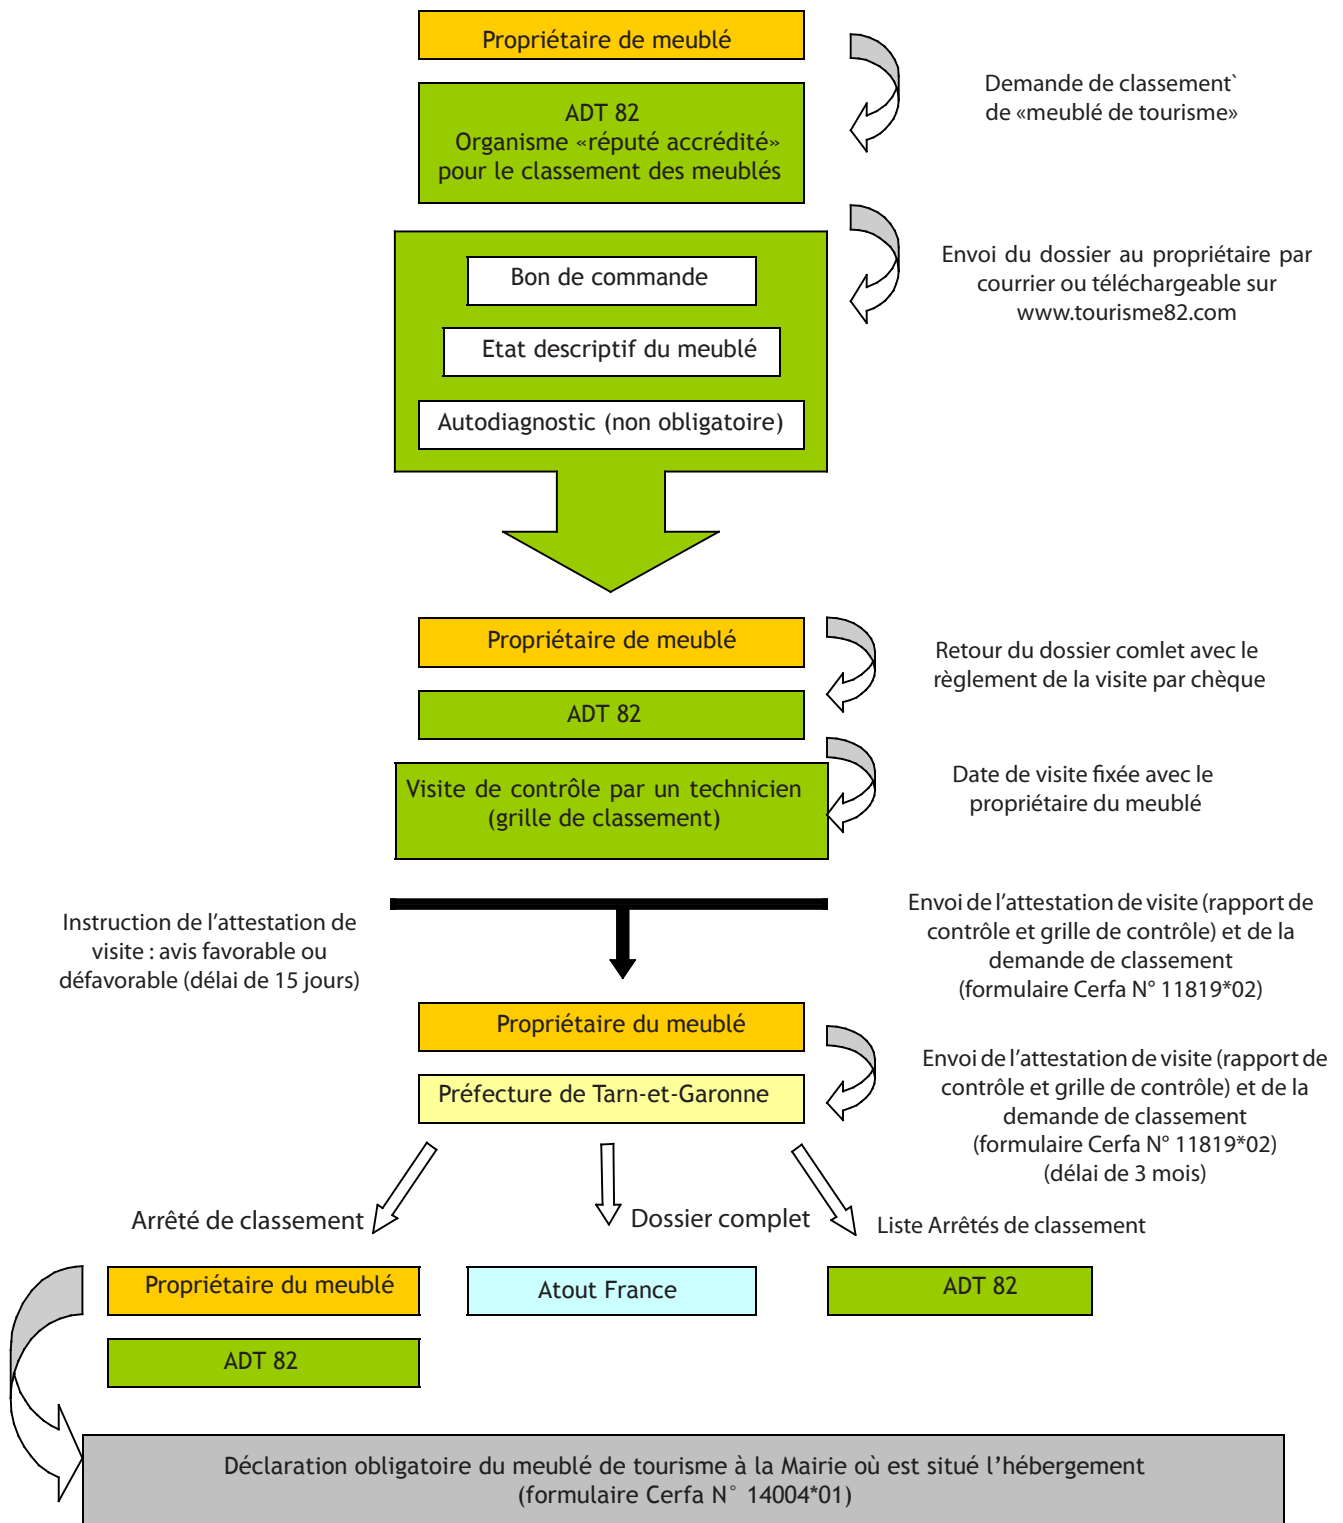 Propriétaire de meublé
Demande de classement`
de «meublé de tourisme»
ADT 82
Organisme «réputé accrédité»
pour le classement des meublés
Envoi du dossier au propriétaire par
courrier ou téléchargeable sur
www.tourisme82.com
Bon de commande
Etat descriptif du meublé
Autodiagnostic (non obligatoire)
Propriétaire de meublé
Retour du dossier comlet avec le
règlement de la visite par chèque
ADT 82
Date de visite fixée avec le
propriétaire du meublé
Visite de contrôle par un technicien
(grille de classement)
Instruction de l’attestation de
visite : avis favorable ou
défavorable (délai de 15 jours)
Envoi de l’attestation de visite (rapport de
contrôle et grille de contrôle) et de la
demande de classement
(formulaire Cerfa N° 11819*02)
Propriétaire du meublé
Envoi de l’attestation de visite (rapport de
contrôle et grille de contrôle) et de la
demande de classement
(formulaire Cerfa N° 11819*02)
(délai de 3 mois)
Préfecture de Tarn-et-Garonne
Arrêté de classement
Dossier complet
Liste Arrêtés de classement
Propriétaire du meublé
Atout France
ADT 82
ADT 82
Déclaration obligatoire du meublé de tourisme à la Mairie où est situé l’hébergement
(formulaire Cerfa N° 14004*01)